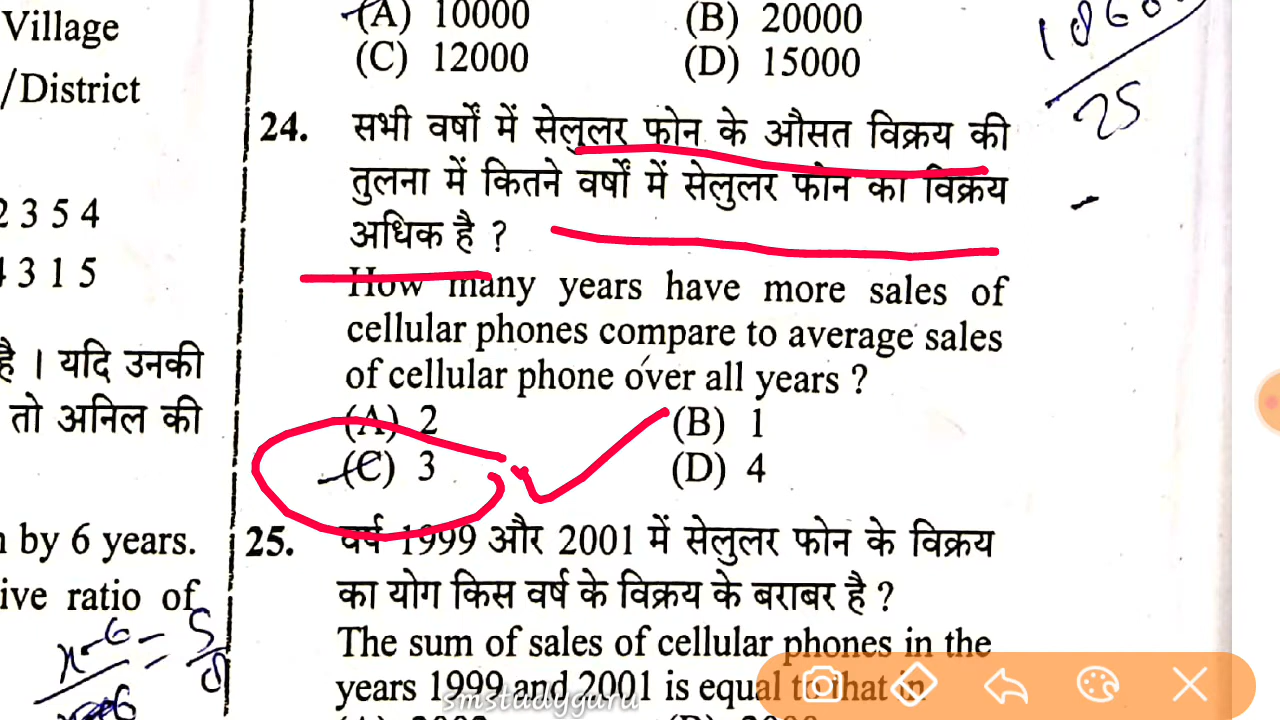 Village
/District
2 3 5 4
4 3 1 5
है । यदि उनकी
तो अनिल की
by 6 years.
ive ratio of
x-6 = 5
8
(A) 10000 (B) 20000
(C) 12000 (D) 15000
24. सभी वर्षों में सेलुलर फोन के औसत विक्रय की
तुलना में कितने वर्षों में सेलुलर फोन का विक्रय
अधिक है ?
How many years have more sales of
cellular phones compare to average sales
of cellular phone over all years ?
(A) 2 (B) 1
(C) 3 (D) 4
25. वर्ष 1999 और 2001 में सेलुलर फोन के विक्रय
का योग किस वर्ष के विक्रय के बराबर है ?
The sum of sales of cellular phones in the
years 1999 and 2001 is equal to that in
smstadyguru
25